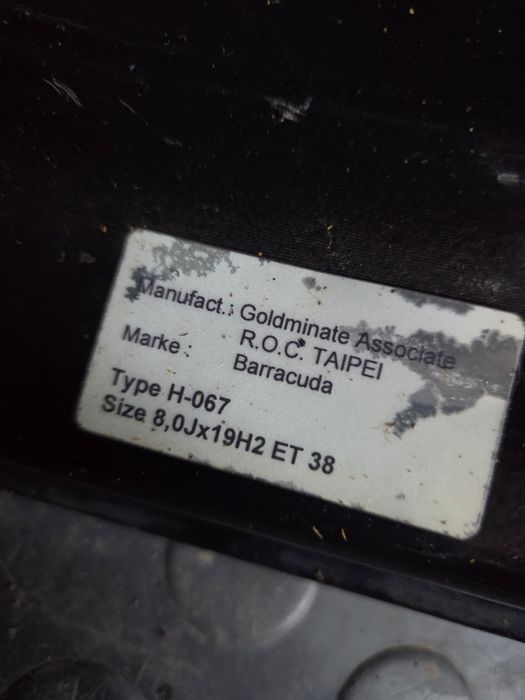 Manufact.: Goldminate Associate
R.O.C. TAIPEI
Marke: Barracuda
Type H-067
Size 8,0Jx19H2 ET 38